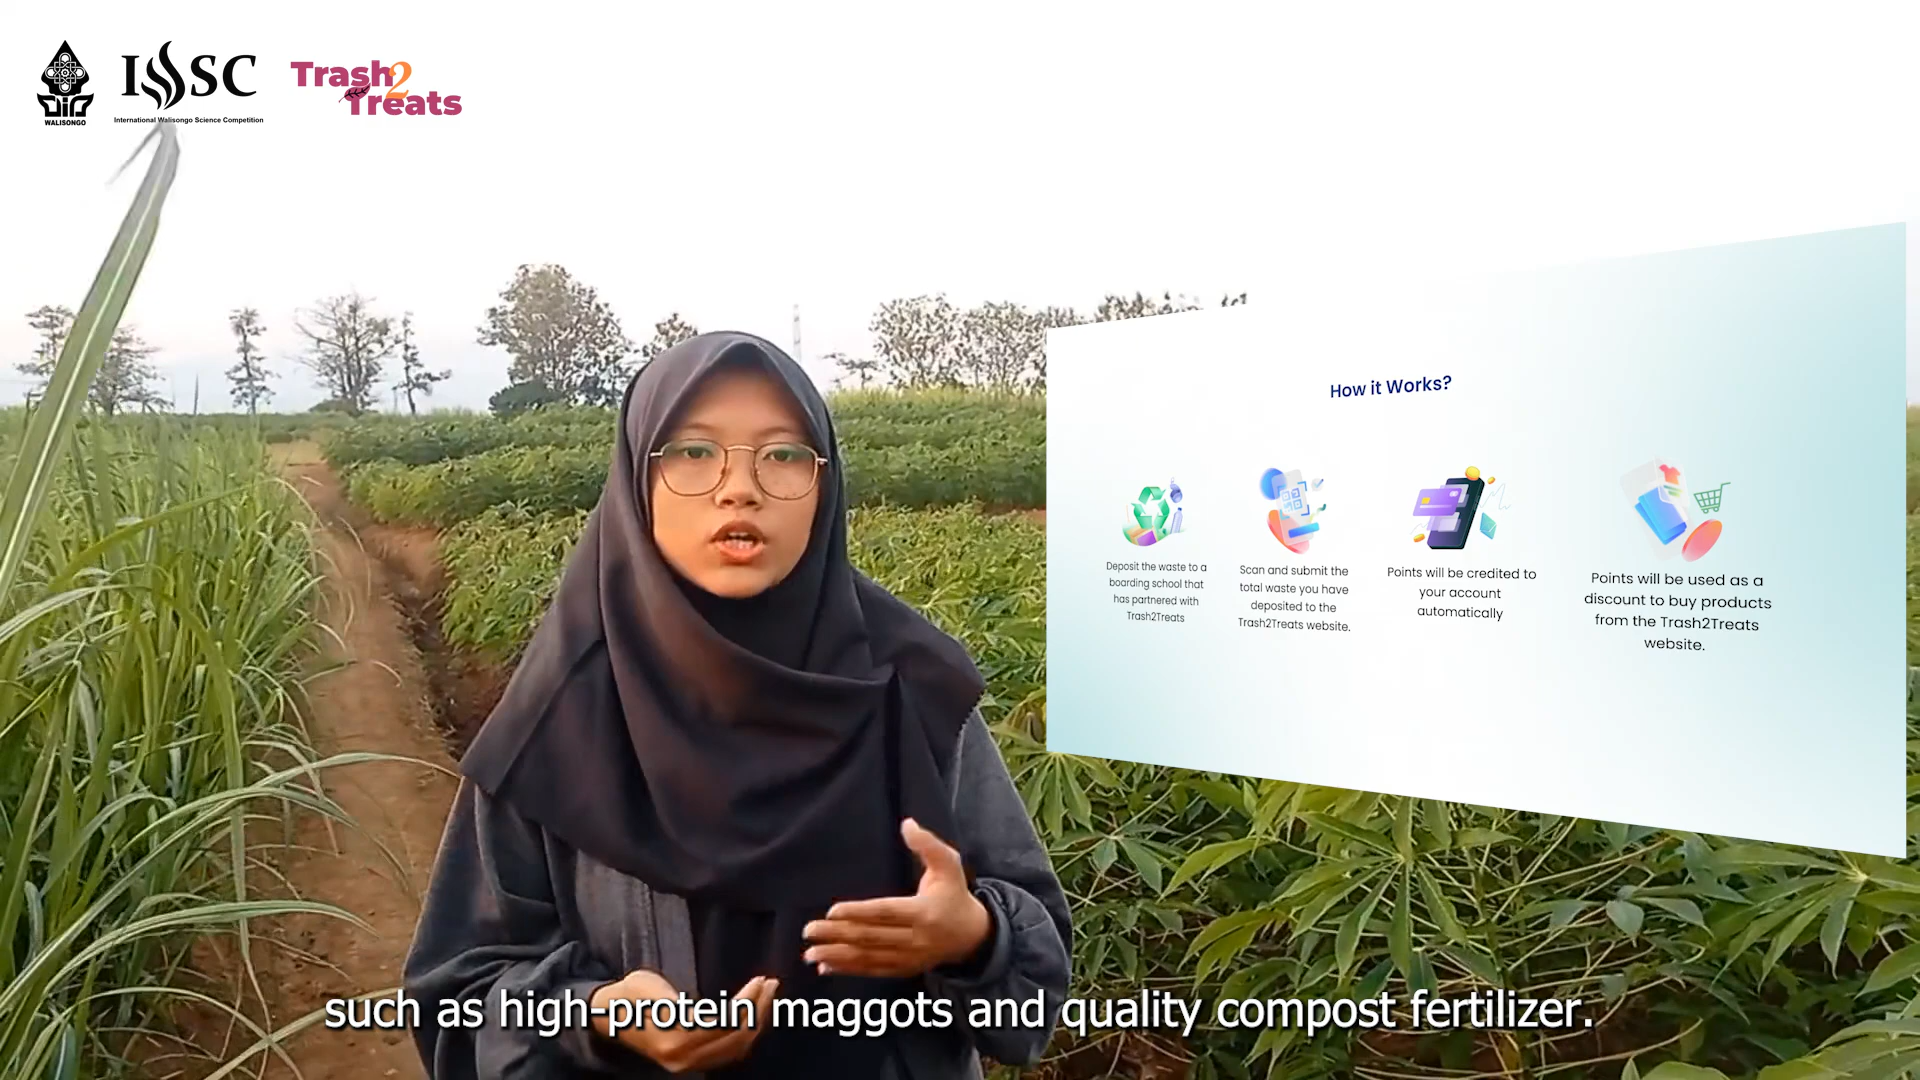 WALISONGO
ISSC
International Walisongo Science Competition
Trash2
Treats
How it Works?
Deposit the waste to a
boarding school that
has partnered with
Trash2Treats
Scan and submit the
total waste you have
deposited to the
Trash2Treats website.
Points will be credited to
your account
automatically
Points will be used as a
discount to buy products
from the Trash2Treats
website.
such as high-protein maggots and quality compost fertilizer.